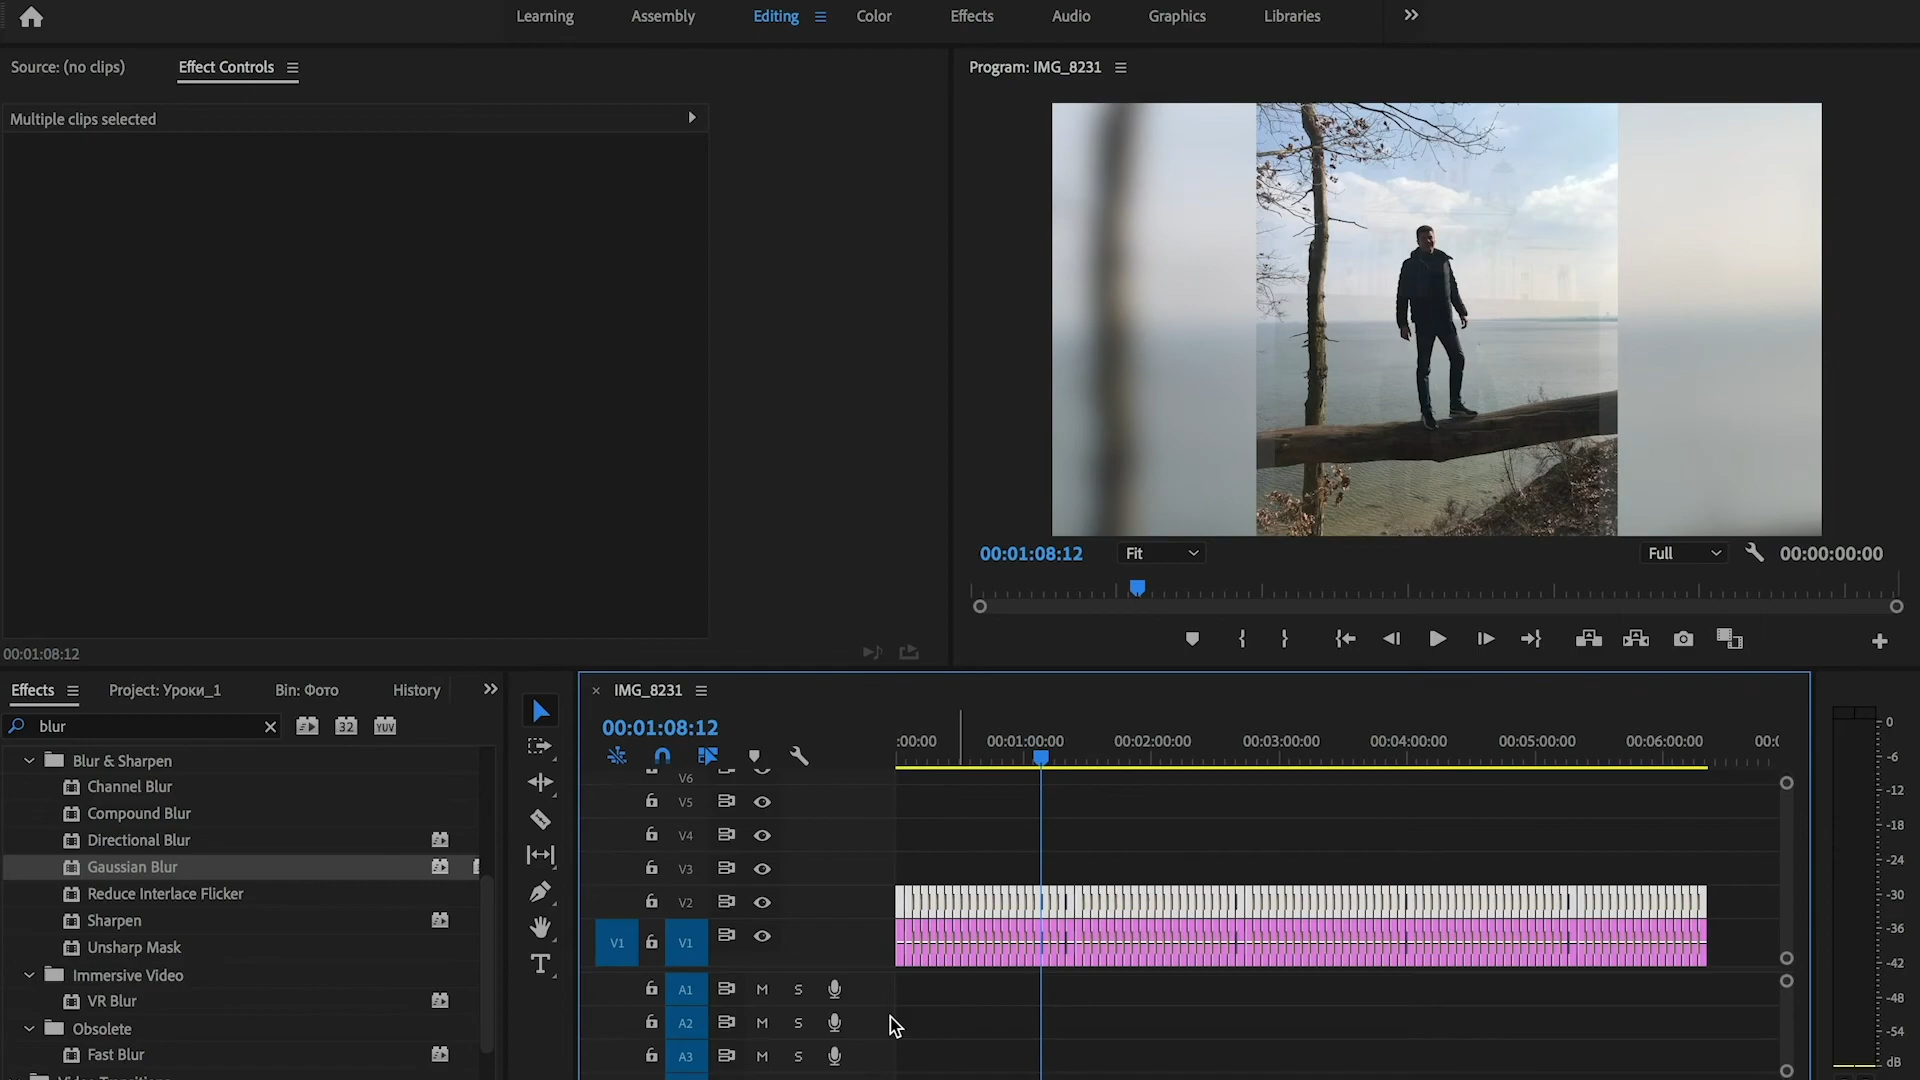 Learning Assembly Editing Color Effects Audio Graphics Libraries
Source: (no clips) Effect Controls
Program: IMG_8231
Multiple clips selected
00:01:08:12 Fit Full 00:00:00:00
00:01:08:12
Effects Project: Уроки_1 Bin: Фото History
blur 32 YUV
Blur & Sharpen
Channel Blur
Compound Blur
Directional Blur
Gaussian Blur
Reduce Interlace Flicker
Sharpen
Unsharp Mask
Immersive Video
VR Blur
Obsolete
Fast Blur
IMG_8231
00:01:08:12
:00:00 00:01:00:00 00:02:00:00 00:03:00:00 00:04:00:00 00:05:00:00 00:06:00:00 00:0
V6
V5
V4
V3
V2
V1 V1
A1 M S
A2 M S
A3 M S
0
-6
-12
-18
-24
-30
-36
-42
-48
-54
dB